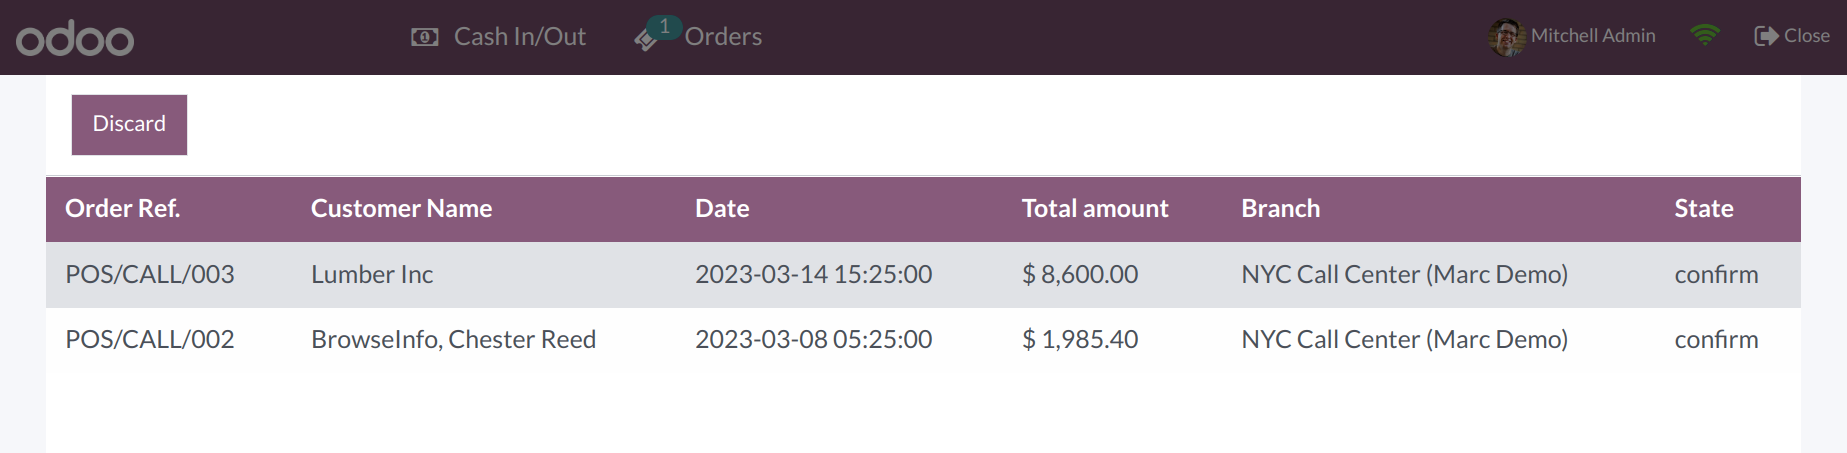 odoo Cash In/Out 1 Orders Mitchell Admin Close
Discard
Order Ref. Customer Name Date Total amount Branch State
POS/CALL/003 Lumber Inc 2023-03-14 15:25:00 $ 8,600.00 NYC Call Center (Marc Demo) confirm
POS/CALL/002 BrowseInfo, Chester Reed 2023-03-08 05:25:00 $ 1,985.40 NYC Call Center (Marc Demo) confirm